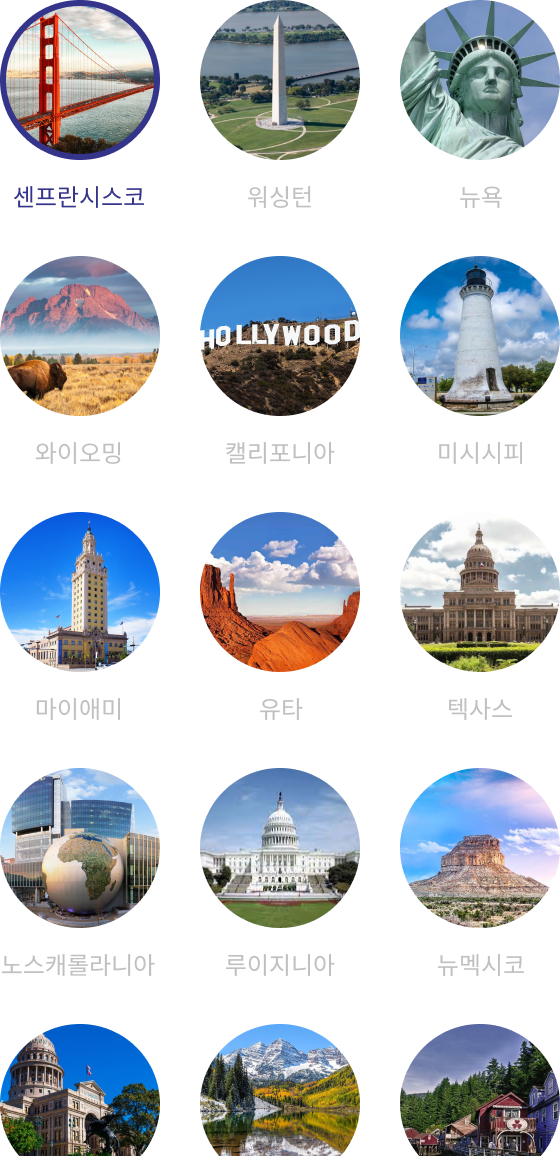 센프란시스코
워싱턴
뉴욕
HOLLYWOOD
와이오밍
캘리포니아
미시시피
마이애미
유타
텍사스
노스캐롤라니아
루이지니아
뉴멕시코